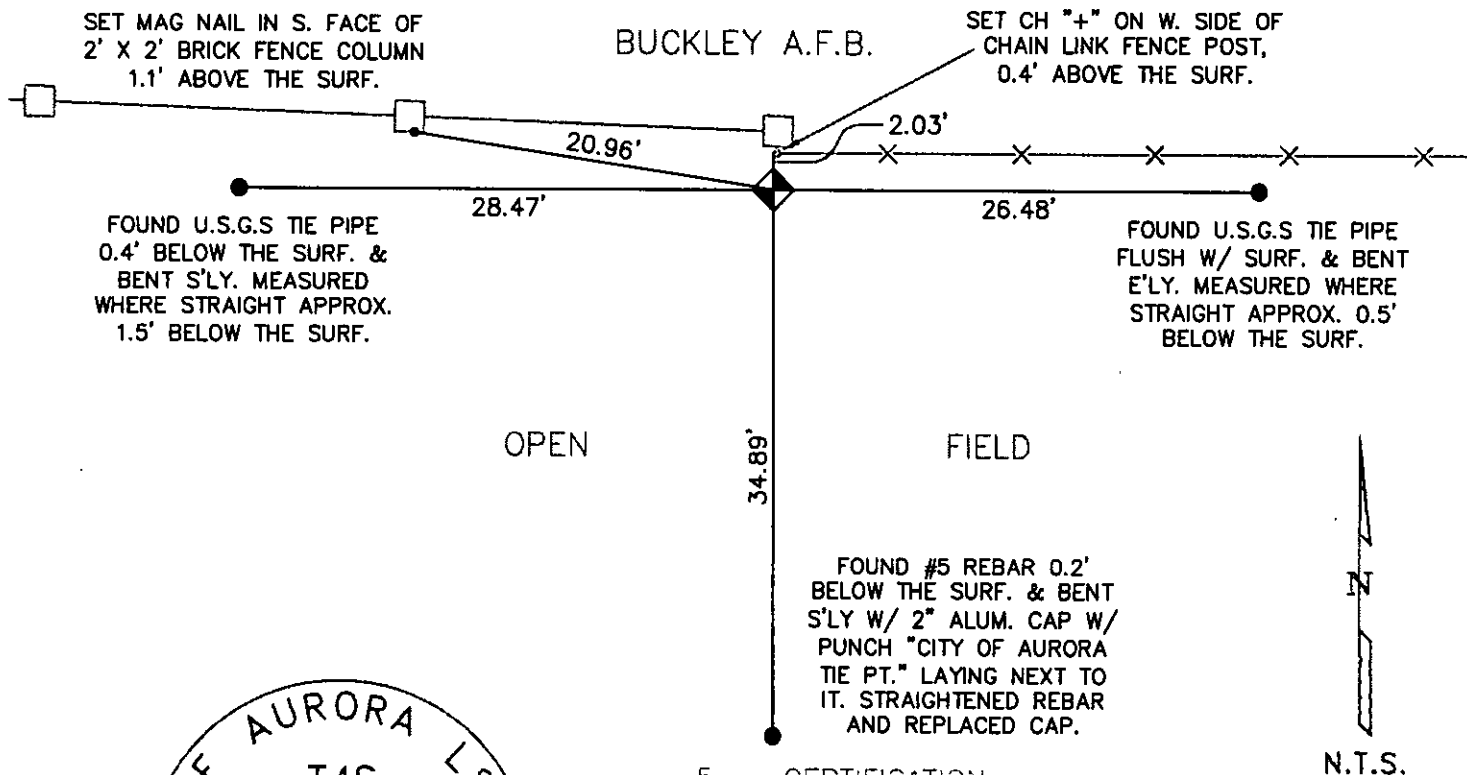 SET MAG NAIL IN S. FACE OF
2' X 2' BRICK FENCE COLUMN
1.1' ABOVE THE SURF.
BUCKLEY A.F.B.
SET CH "+" ON W. SIDE OF
CHAIN LINK FENCE POST,
0.4' ABOVE THE SURF.
20.96'
2.03'
28.47'
26.48'
FOUND U.S.G.S TIE PIPE
0.4' BELOW THE SURF. &
BENT S'LY. MEASURED
WHERE STRAIGHT APPROX.
1.5' BELOW THE SURF.
FOUND U.S.G.S TIE PIPE
FLUSH W/ SURF. & BENT
E'LY. MEASURED WHERE
STRAIGHT APPROX. 0.5'
BELOW THE SURF.
OPEN
FIELD
34.89'
FOUND #5 REBAR 0.2'
BELOW THE SURF. & BENT
S'LY W/ 2" ALUM. CAP W/
PUNCH "CITY OF AURORA
TIE PT." LAYING NEXT TO
IT. STRAIGHTENED REBAR
AND REPLACED CAP.
N
N.T.S.
AURORA
T4S
CERTIFICATION